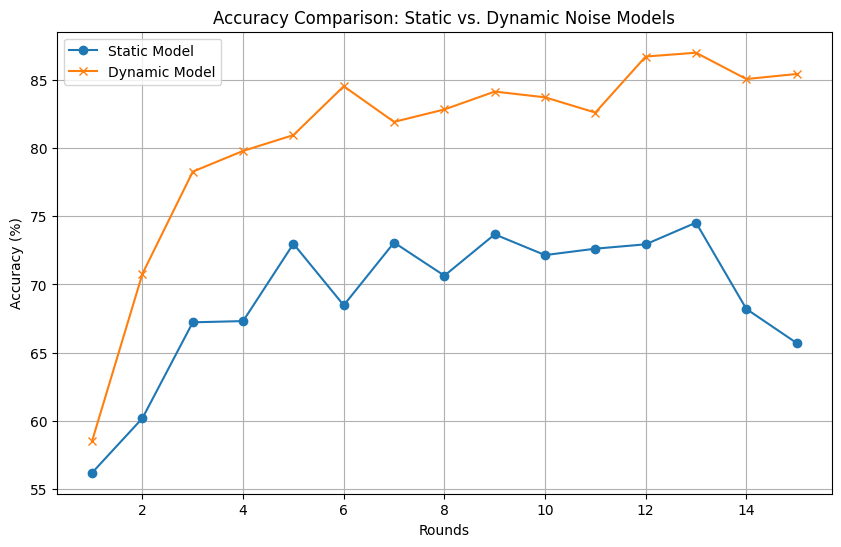 Accuracy Comparison: Static vs. Dynamic Noise Models
Static Model
Dynamic Model
Accuracy (%)
85
80
75
70
65
60
55
2 4 6 8 10 12 14
Rounds